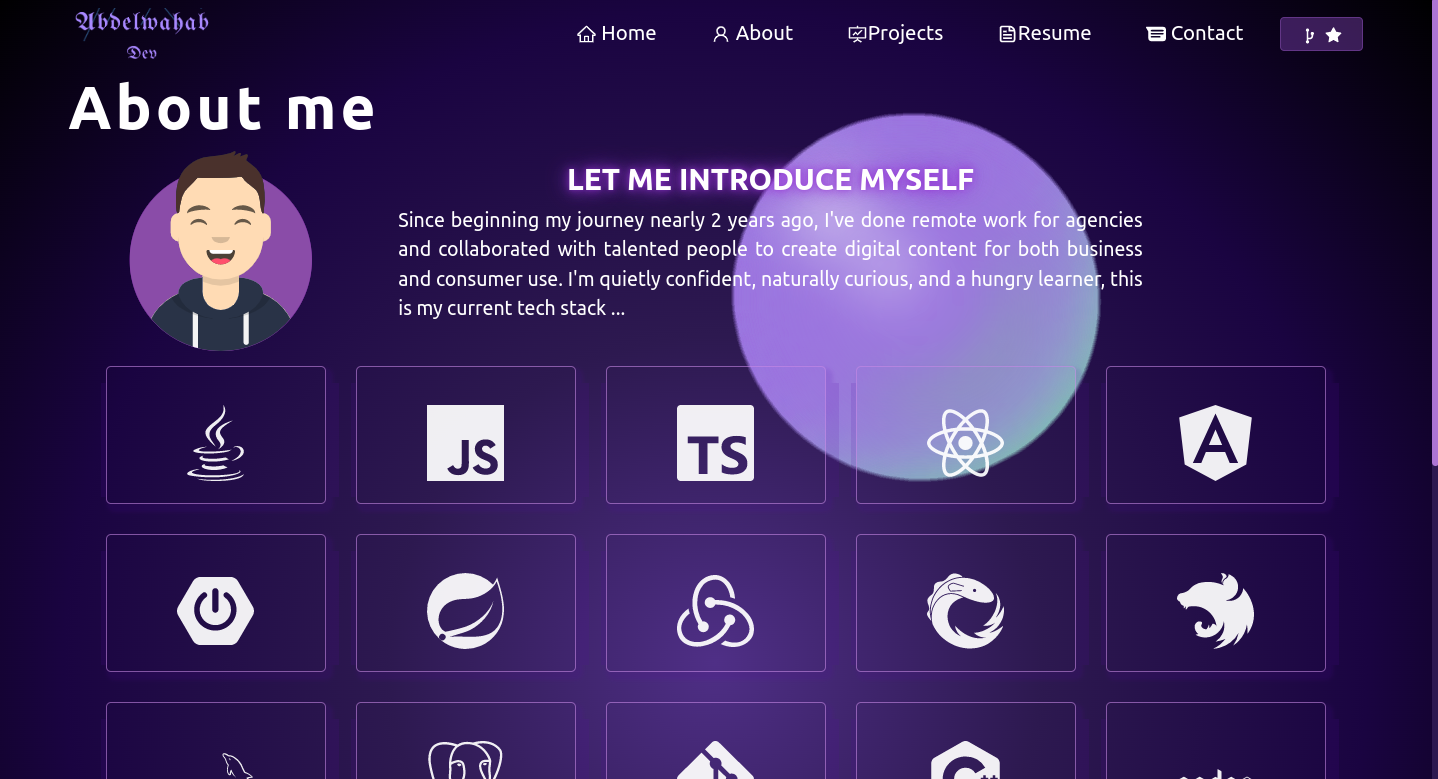 Abdelwahab
Dev
Home About Projects Resume Contact
About me
LET ME INTRODUCE MYSELF
Since beginning my journey nearly 2 years ago, I've done remote work for agencies
and collaborated with talented people to create digital content for both business
and consumer use. I'm quietly confident, naturally curious, and a hungry learner, this
is my current tech stack ...
JS TS
C++